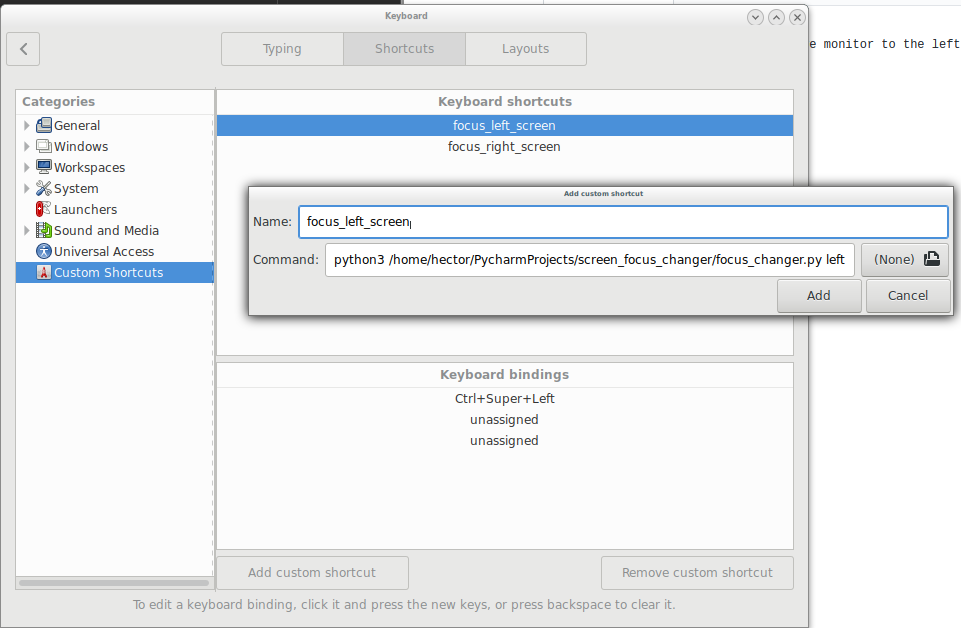 Keyboard
Typing
Shortcuts
Layouts
e monitor to the left
Categories
General
Windows
Workspaces
System
Launchers
Sound and Media
Universal Access
Custom Shortcuts
Keyboard shortcuts
focus_left_screen
focus_right_screen
Add custom shortcut
Name: focus_left_screen
Command: python3 /home/hector/PycharmProjects/screen_focus_changer/focus_changer.py left (None)
Add
Cancel
Keyboard bindings
Ctrl+Super+Left
unassigned
unassigned
Add custom shortcut
Remove custom shortcut
To edit a keyboard binding, click it and press the new keys, or press backspace to clear it.